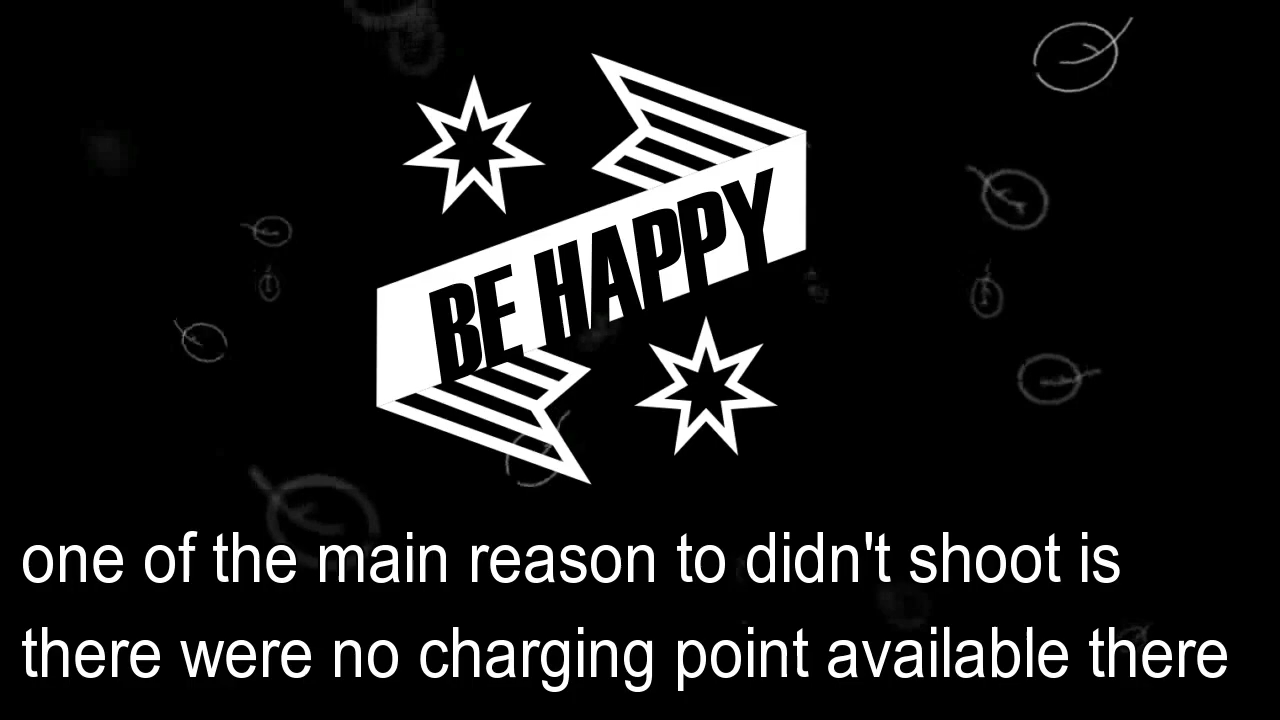 BE HAPPY
one of the main reason to didn't shoot is
there were no charging point available there